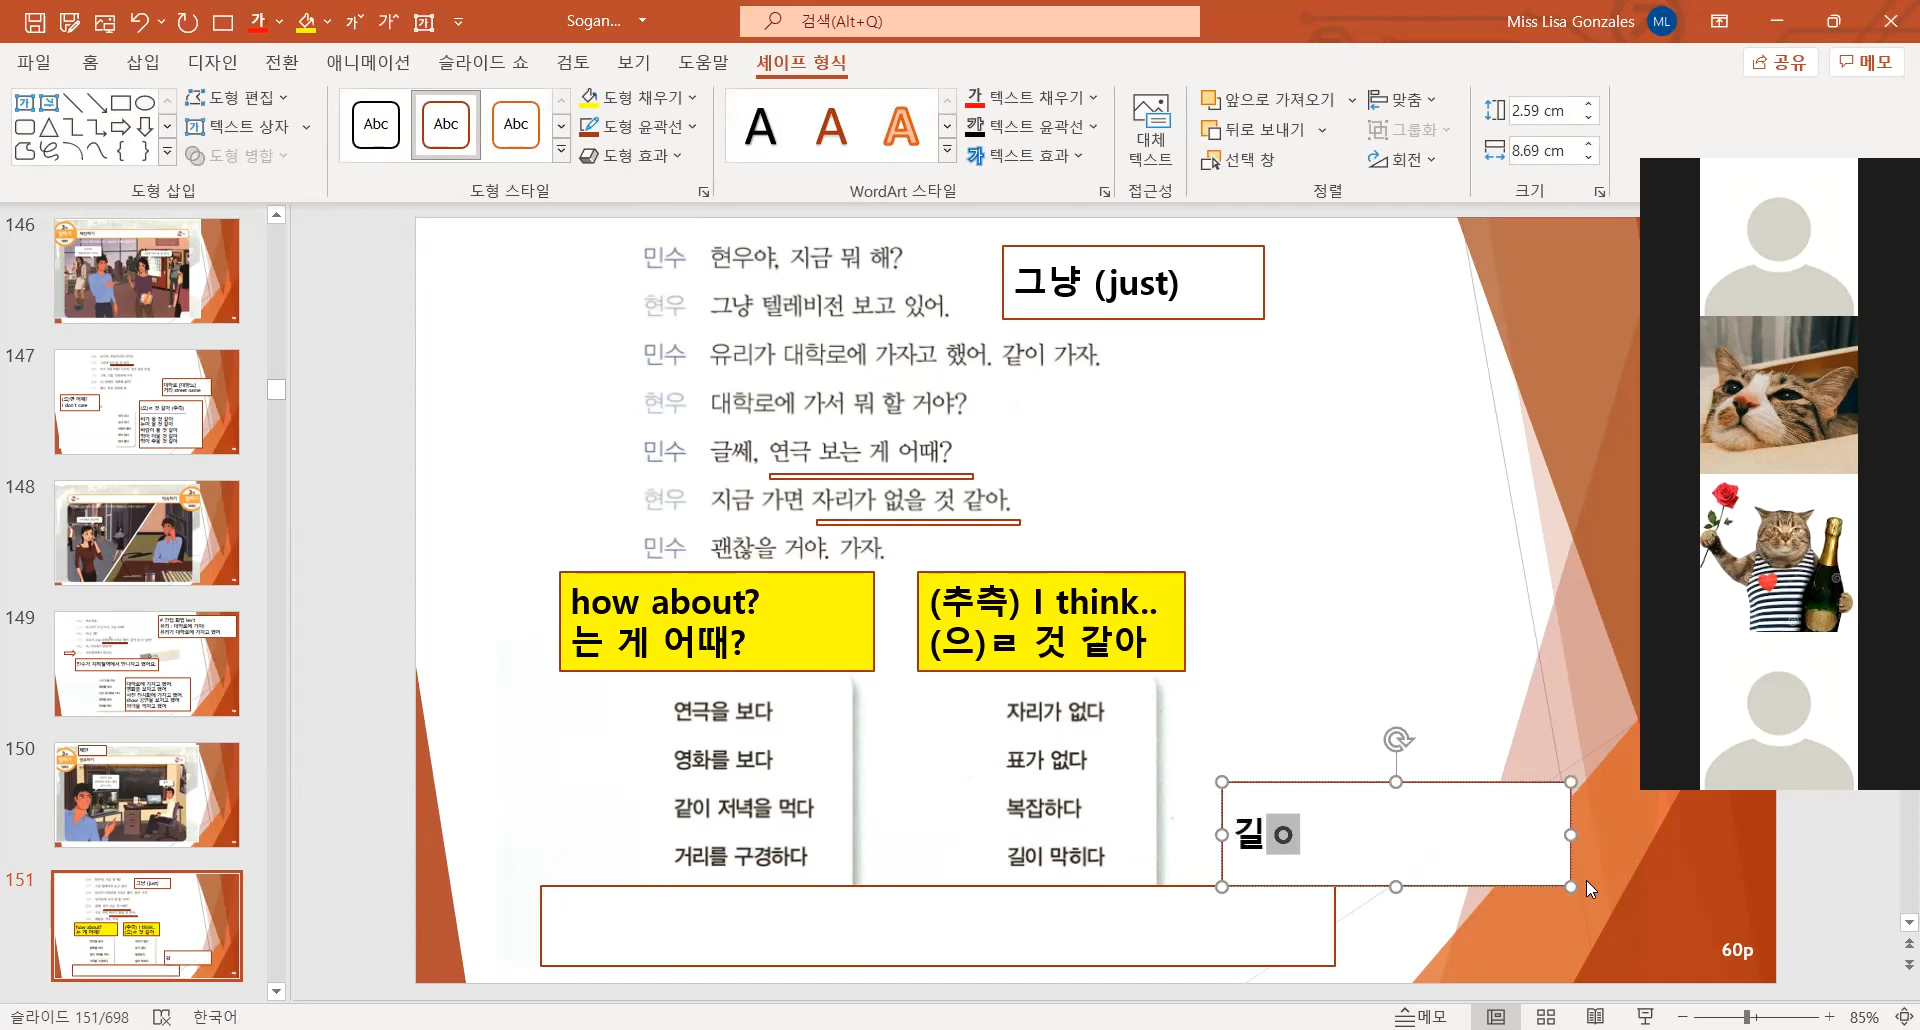 가
가
가
가
Sogan...
검색(Alt+Q)
Miss Lisa Gonzales
ML
파일 홈 삽입 디자인 전환 애니메이션 슬라이드 쇼 검토 보기 도움말 셰이프 형식
공유
메모
도형 편집
텍스트 상자
도형 병합
도형 삽입
Abc Abc Abc
도형 채우기
도형 윤곽선
도형 효과
도형 스타일
A A A
텍스트 채우기
텍스트 윤곽선
텍스트 효과
WordArt 스타일
대체
텍스트
접근성
앞으로 가져오기
뒤로 보내기
선택 창
맞춤
그룹화
회전
정렬
2.59 cm
8.69 cm
크기
146
147
148
149
150
151
민수 현우야, 지금 뭐 해?
현우 그냥 텔레비전 보고 있어.
민수 유리가 대학로에 가자고 했어. 같이 가자.
현우 대학로에 가서 뭐 할 거야?
민수 글쎄, 연극 보는 게 어때?
현우 지금 가면 자리가 없을 것 같아.
민수 괜찮을 거야. 가자.
그냥 (just)
how about?
는 게 어때?
(추측) I think..
(으)ㄹ 것 같아
연극을 보다
영화를 보다
같이 저녁을 먹다
거리를 구경하다
자리가 없다
표가 없다
복잡하다
길이 막히다
길ㅇ
60p
슬라이드 151/698
한국어
메모
85%